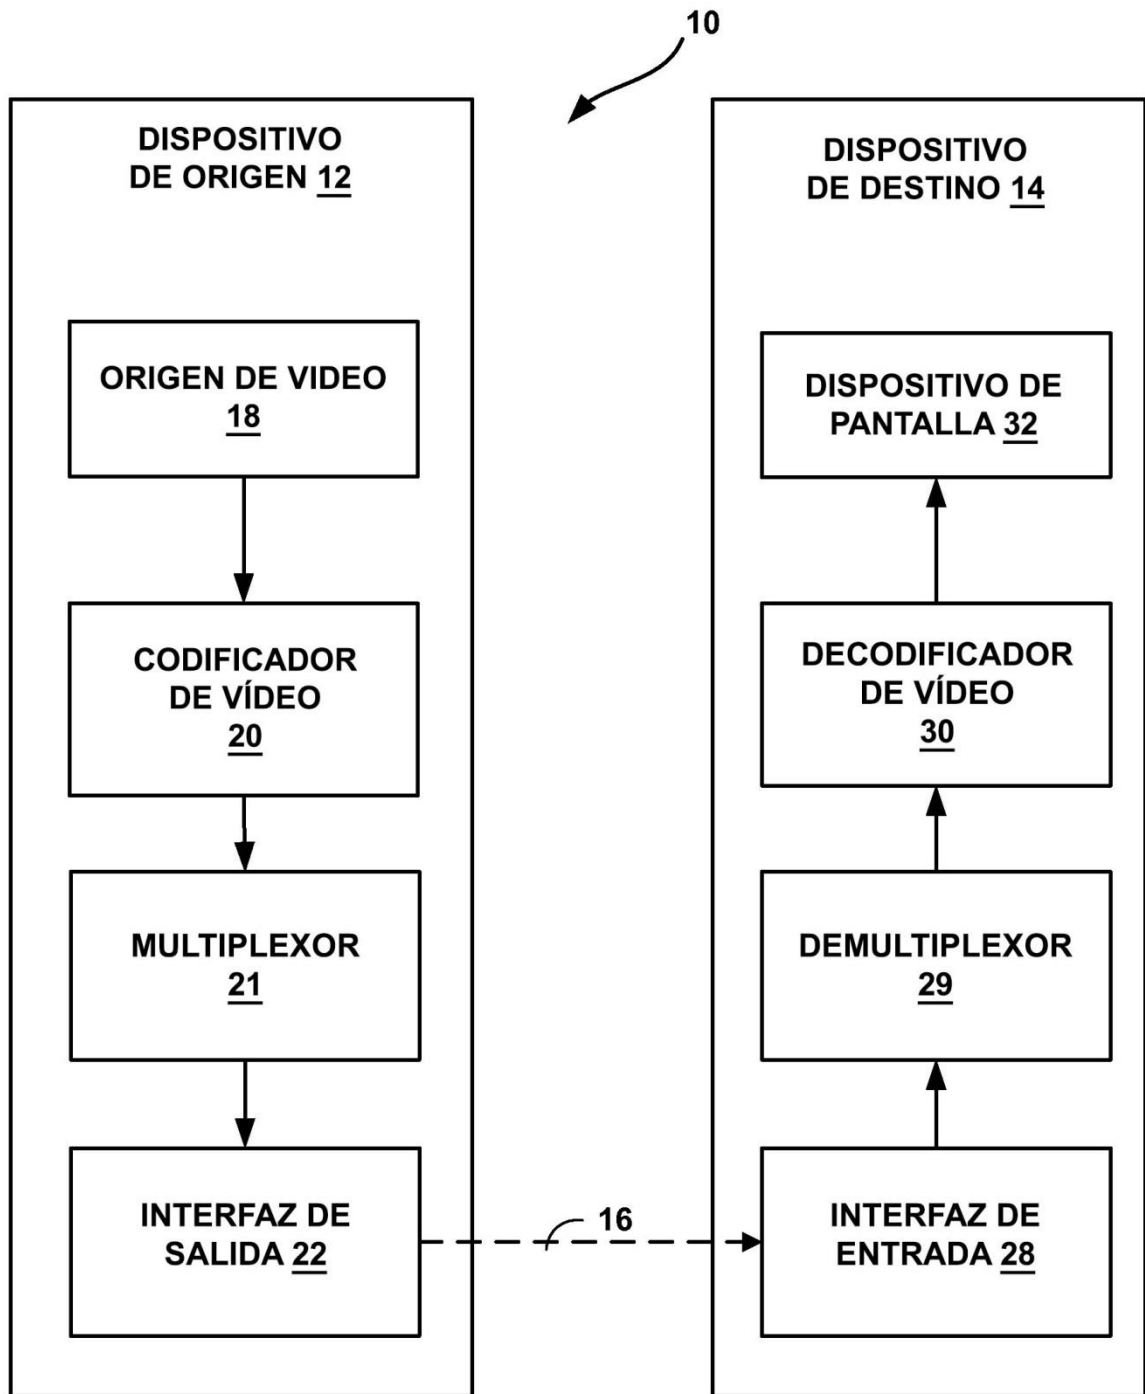 10
DISPOSITIVO
DE ORIGEN 12
ORIGEN DE VIDEO
18
CODIFICADOR
DE VÍDEO
20
MULTIPLEXOR
21
INTERFAZ DE
SALIDA 22
16
DISPOSITIVO
DE DESTINO 14
DISPOSITIVO DE
PANTALLA 32
DECODIFICADOR
DE VÍDEO
30
DEMULTIPLEXOR
29
INTERFAZ DE
ENTRADA 28